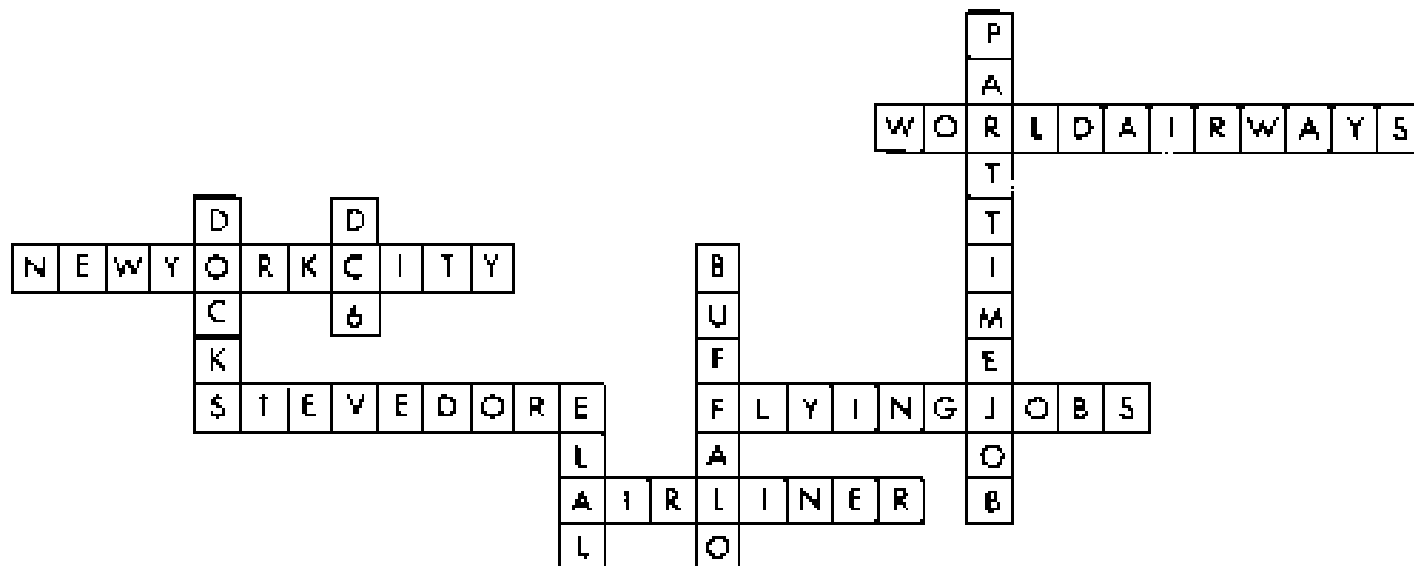 PARTTIMEJOB
WORLDAIRWAYS
DOCKS
DC6
NEWYORKCITY
BUFFALO
STEVEDORE
FLYINGJOBS
ELAL
AIRLINER